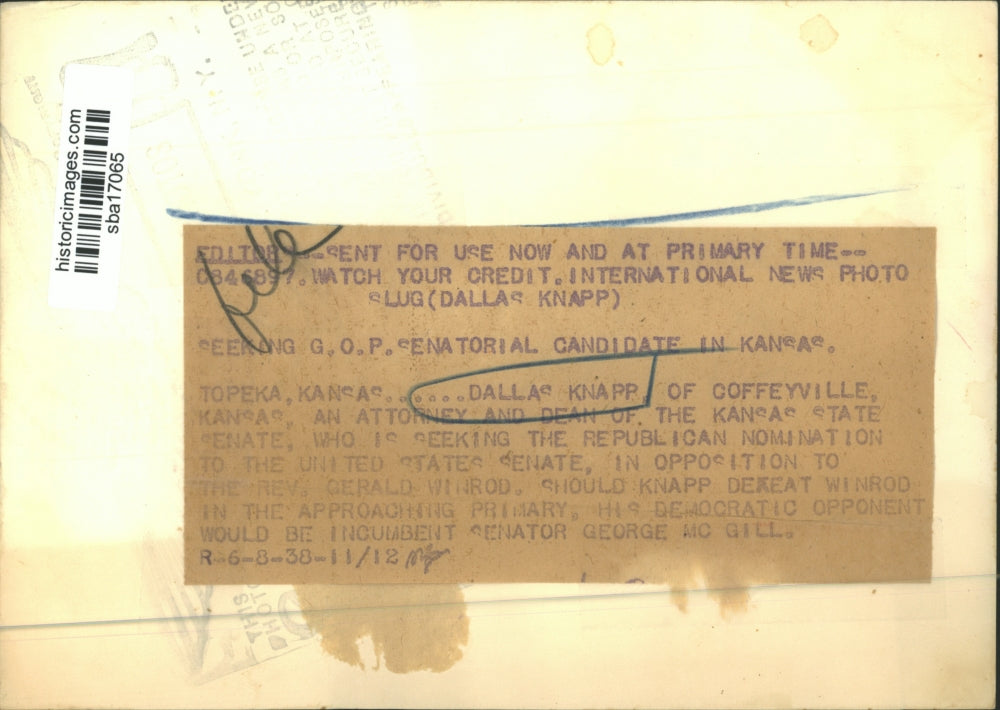 historicimages.com
sba17065
EDITOR--SENT FOR USE NOW AND AT PRIMARY TIME--
WATCH YOUR CREDIT.INTERNATIONAL NEWS PHOTO
SLUG(DALLAS KNAPP)
SEEKING G.O.P.SENATORIAL CANDIDATE IN KANSAS.
TOPEKA,KANSAS......DALLAS KNAPP, OF COFFEYVILLE,
KANSAS, AN ATTORNEY AND DEAN OF THE KANSAS STATE
SENATE, WHO IS SEEKING THE REPUBLICAN NOMINATION
TO THE UNITED STATES SENATE, IN OPPOSITION TO
THE REV. GERALD WINROD. SHOULD KNAPP DEFEAT WINROD
IN THE APPROACHING PRIMARY, HIS DEMOCRATIC OPPONENT
WOULD BE INCUMBENT SENATOR GEORGE MC GILL.
R-6-8-38-11/12